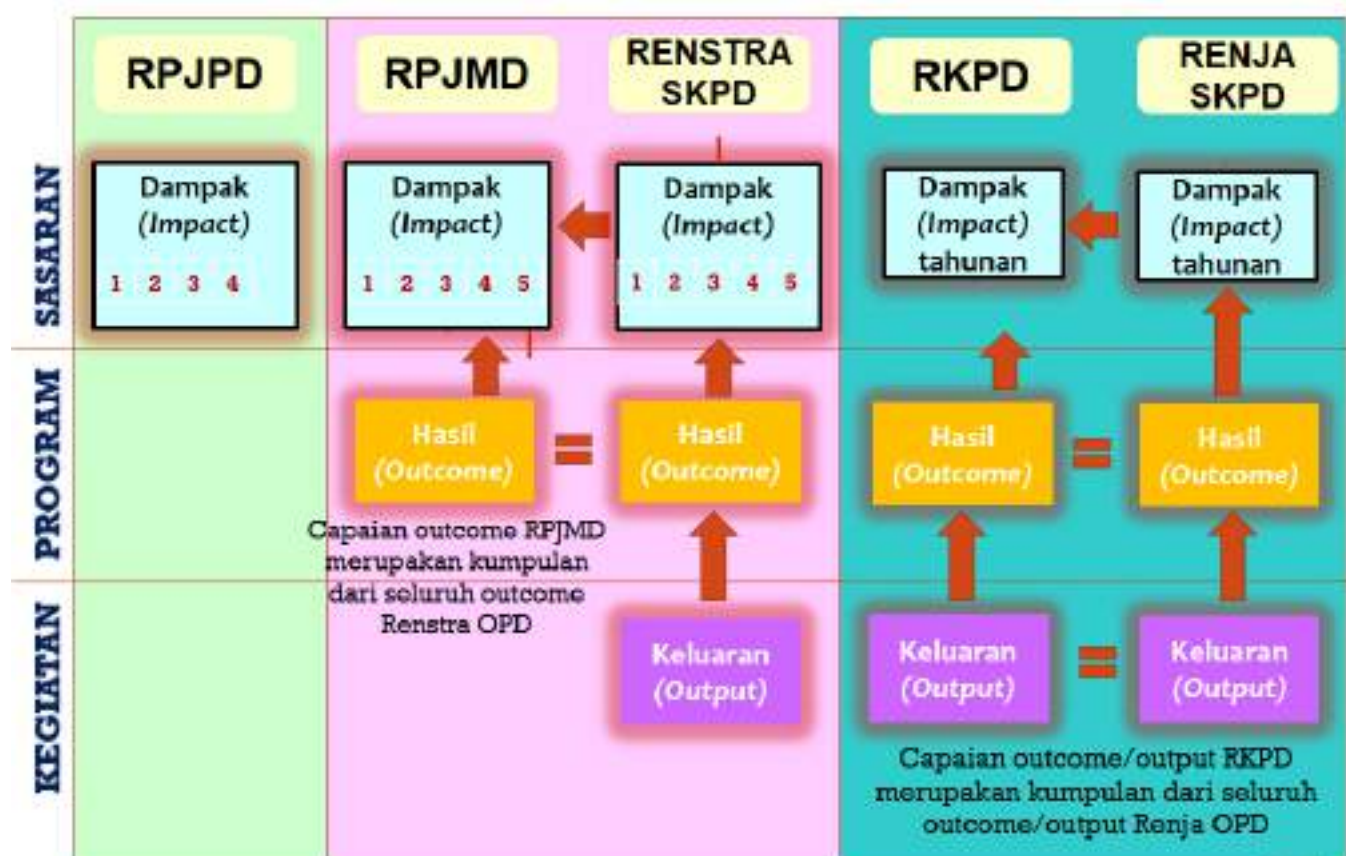 RPJPD
RPJMD
RENSTRA
SKPD
RKPD
RENJA
SKPD
SASARAN
Dampak
(Impact)
1 2 3 4
Dampak
(Impact)
1 2 3 4 5
Dampak
(Impact)
1 2 3 4 5
Dampak
(Impact)
tahunan
Dampak
(Impact)
tahunan
PROGRAM
Hasil
(Outcome)
=
Hasil
(Outcome)
Hasil
(Outcome)
=
Hasil
(Outcome)
Capaian outcome RPJMD
merupakan kumpulan
dari seluruh outcome
Renstra OPD
KEGIATAN
Keluaran
(Output)
Keluaran
(Output)
=
Keluaran
(Output)
Capaian outcome/output RKPD
merupakan kumpulan dari seluruh
outcome/output Renja OPD